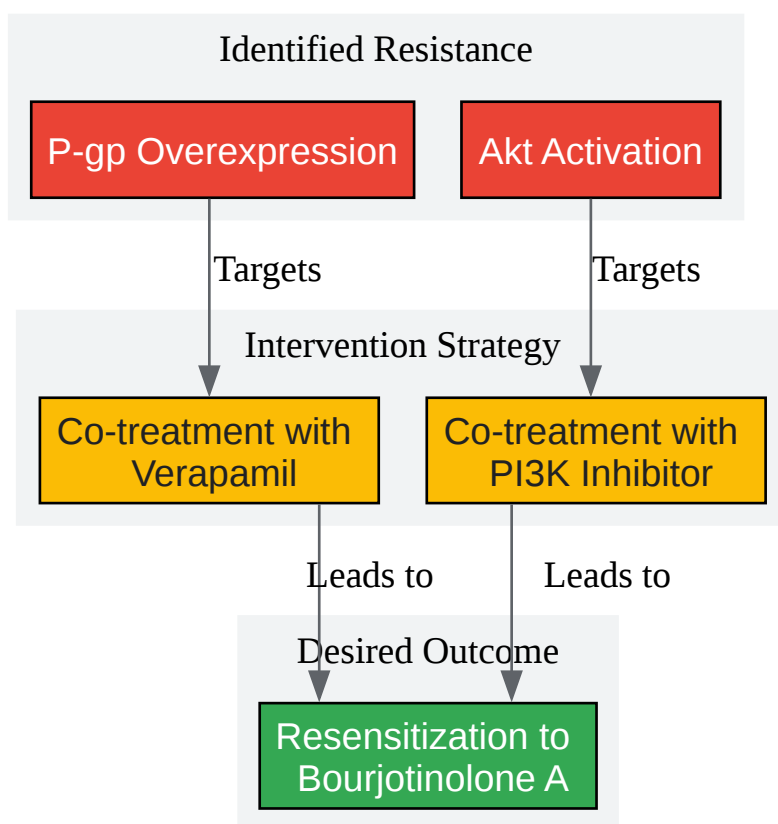 Identified Resistance
P-gp Overexpression
Akt Activation
Targets
Targets
Intervention Strategy
Co-treatment with
Verapamil
Co-treatment with
PI3K Inhibitor
Leads to
Leads to
Desired Outcome
Resensitization to
Bourjotinolone A